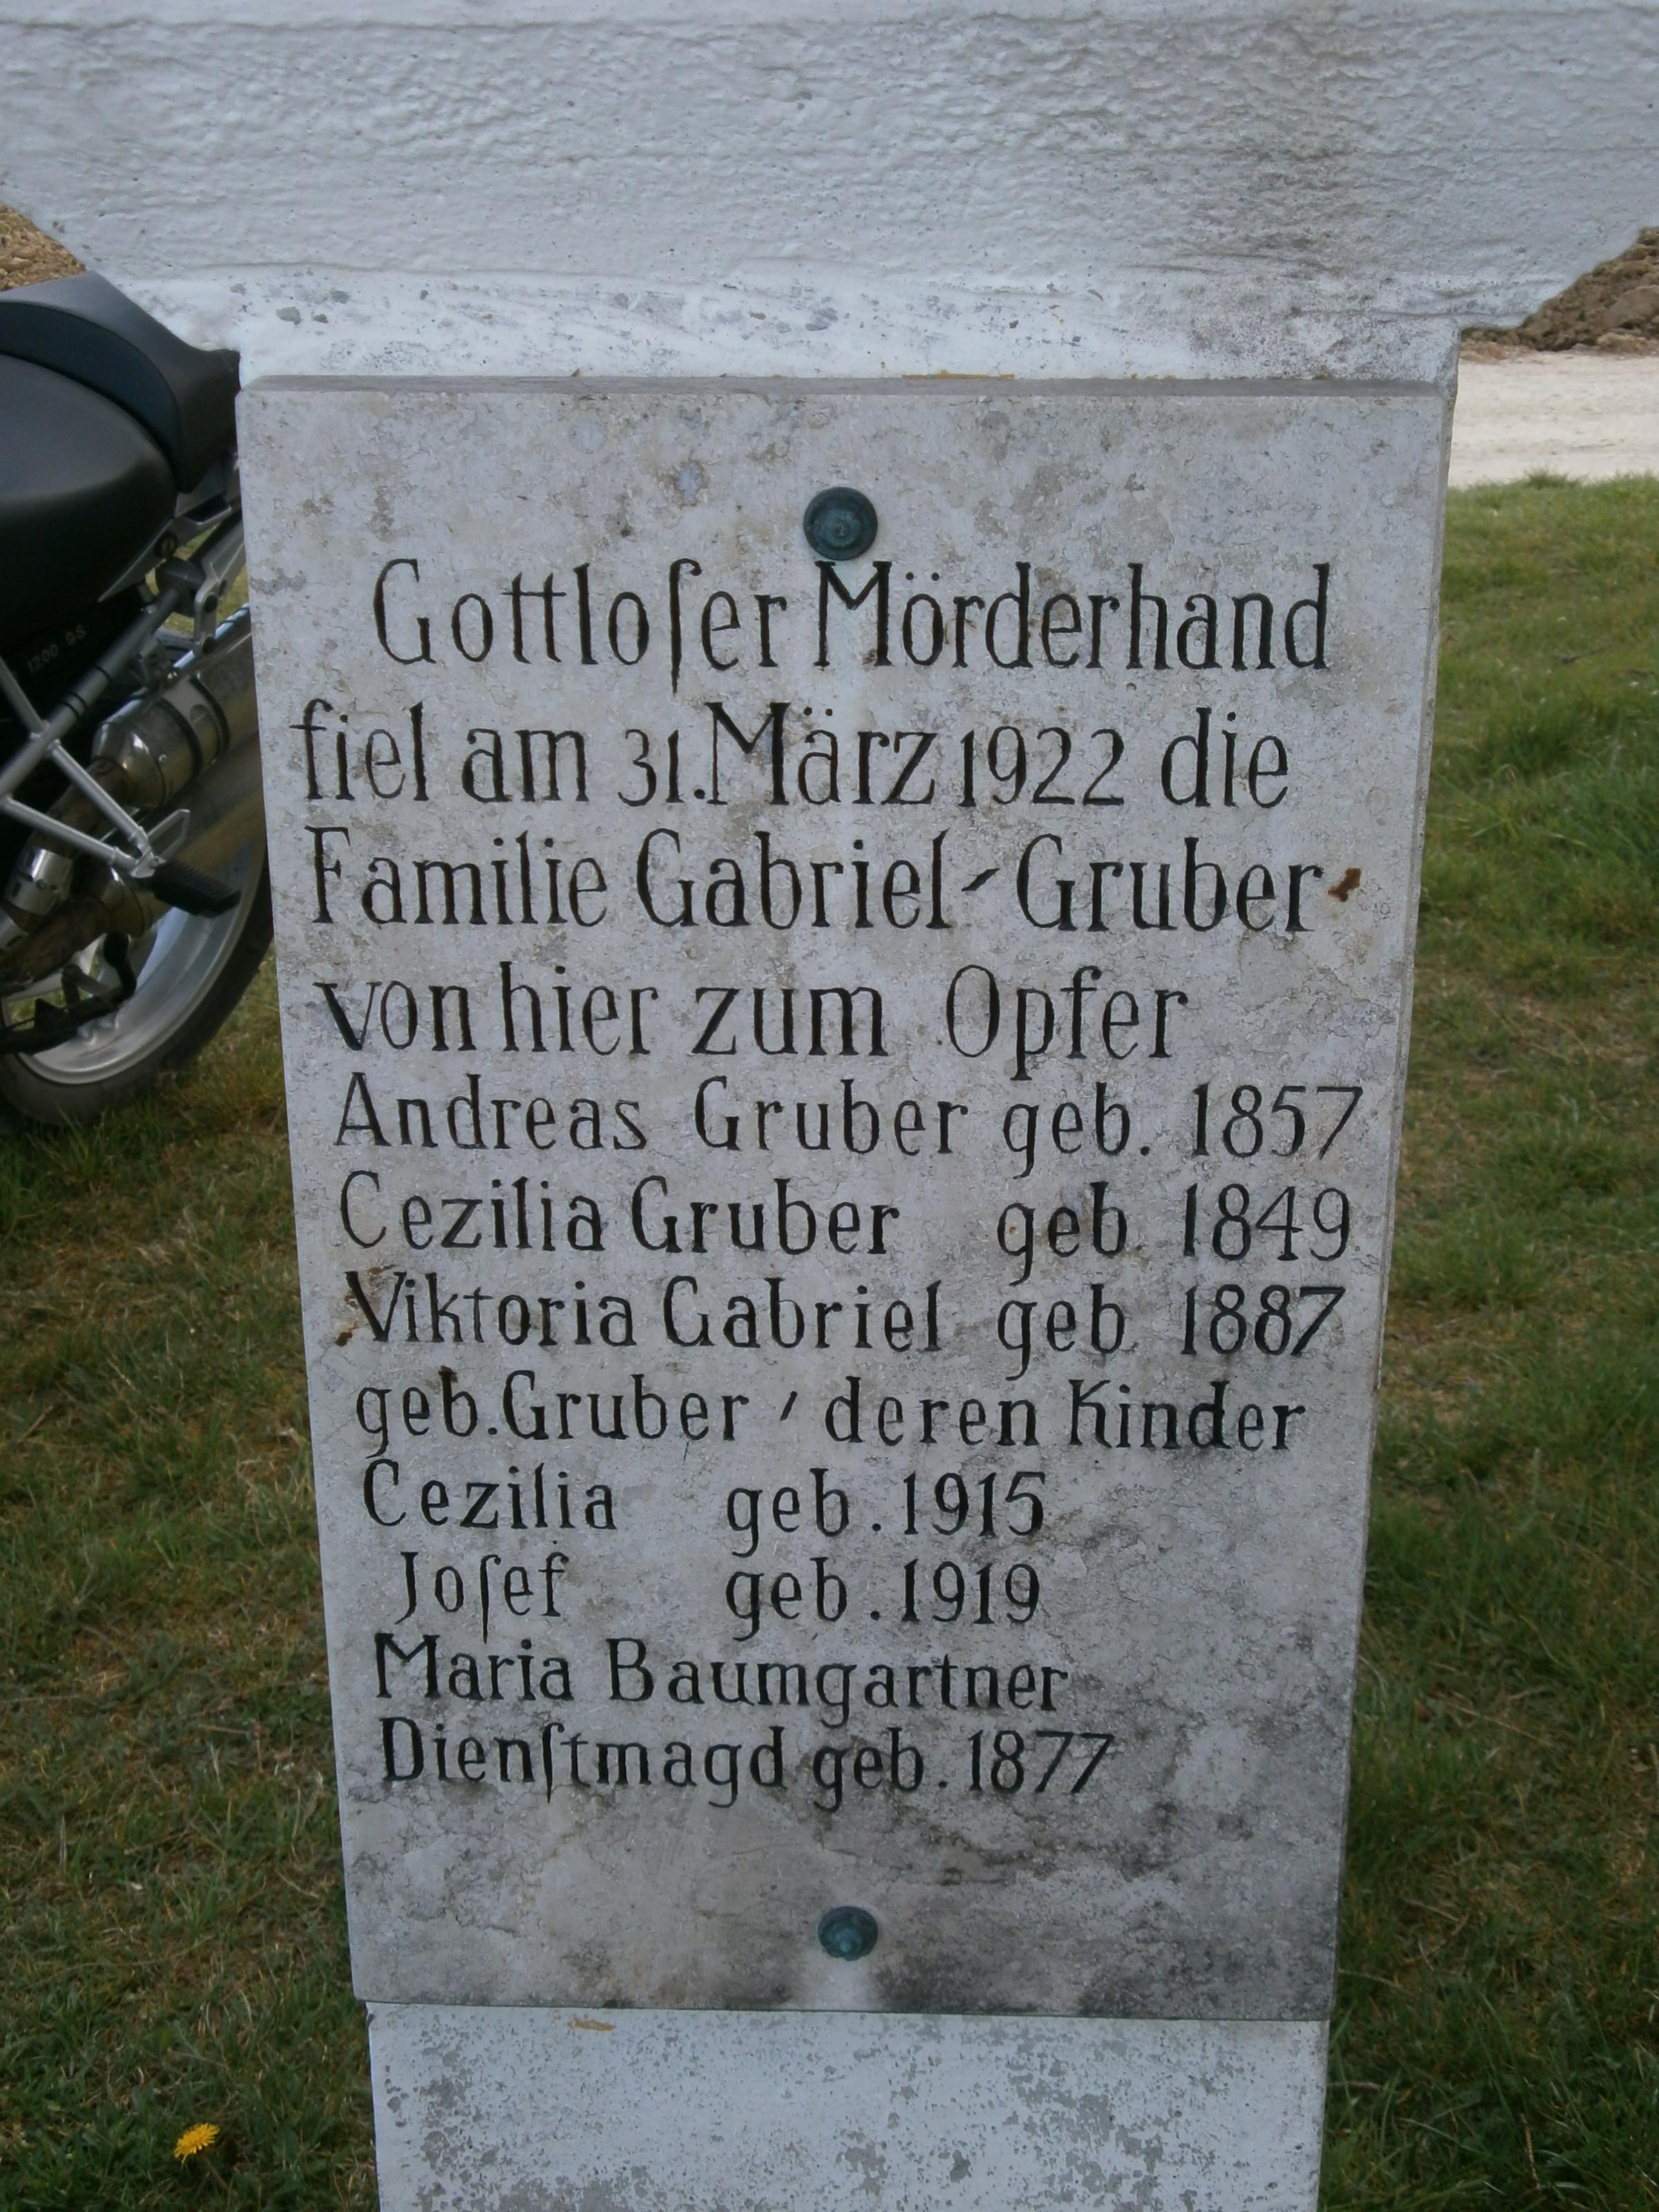 Gottloſer Mörderhand
fiel am 31. März 1922 die
Familie Gabriel-Gruber
von hier zum Opfer
Andreas Gruber geb. 1857
Cezilia Gruber geb. 1849
Viktoria Gabriel geb. 1887
geb. Gruber / deren Kinder
Cezilia geb. 1915
Joſef geb. 1919
Maria Baumgartner
Dienſtmagd geb. 1877
1200 GS